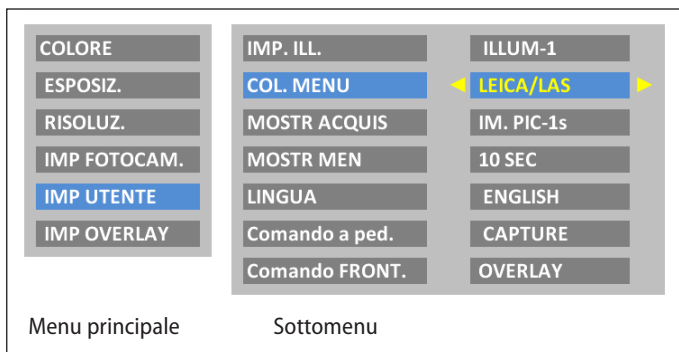 COLORE
ESPOSIZ.
RISOLUZ.
IMP FOTOCAM.
IMP UTENTE
IMP OVERLAY
IMP. ILL. ILLUM-1
COL. MENU LEICA/LAS
MOSTR ACQUIS IM. PIC-1s
MOSTR MEN 10 SEC
LINGUA ENGLISH
Comando a ped. CAPTURE
Comando FRONT. OVERLAY
Menu principale Sottomenu